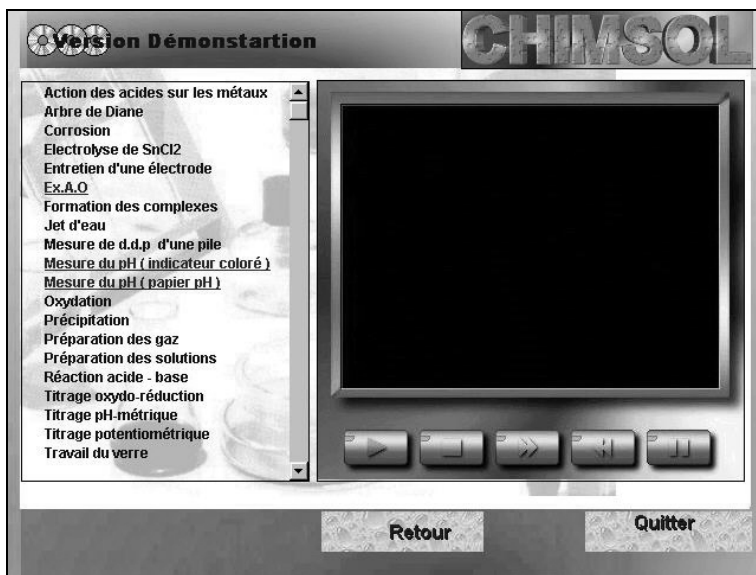 Version Démonstartion
CHIMSOL
Action des acides sur les métaux
Arbre de Diane
Corrosion
Electrolyse de SnCl2
Entretien d'une électrode
Ex.A.O
Formation des complexes
Jet d'eau
Mesure de d.d.p d'une pile
Mesure du pH ( indicateur coloré )
Mesure du pH ( papier pH )
Oxydation
Précipitation
Préparation des gaz
Préparation des solutions
Réaction acide - base
Titrage oxydo-réduction
Titrage pH-métrique
Titrage potentiométrique
Travail du verre
Retour
Quitter